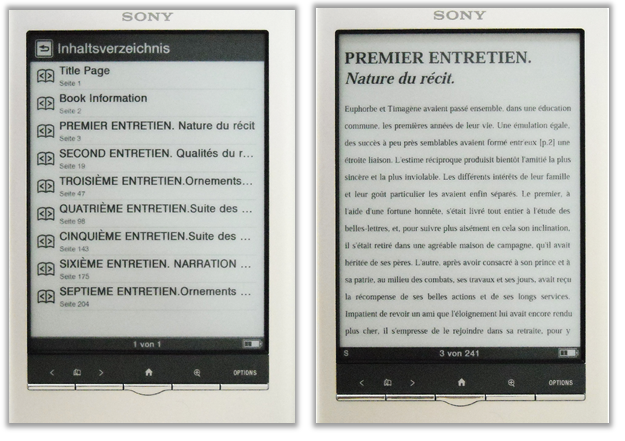 SONY
Inhaltsverzeichnis
Title Page
Seite 1
Book Information
Seite 2
PREMIER ENTRETIEN. Nature du récit
Seite 3
SECOND ENTRETIEN. Qualités du r...
Seite 19
TROISIÈME ENTRETIEN.Ornements...
Seite 47
QUATRIÈME ENTRETIEN.Suite des ...
Seite 98
CINQUIÈME ENTRETIEN.Suite des ...
Seite 143
SIXIÈME ENTRETIEN. NARRATION ...
Seite 175
SEPTIEME ENTRETIEN.Ornements ...
Seite 204
1 von 1
OPTIONS
SONY
PREMIER ENTRETIEN.
Nature du récit.
Euphorbe et Timagène avaient passé ensemble, dans une éducation
commune, les premières années de leur vie. Une émulation égale,
des succès à peu près semblables avaient formé entr'eux [p.2] une
étroite liaison. L'estime réciproque produisit bientôt l'amitié la plus
sincère et la plus inviolable. Les différents intérêts de leur famille
et leur goût particulier les avaient enfin séparés. Le premier, à
l'aide d'une fortune honnête, s'était livré tout entier à l'étude des
belles-lettres, et, pour suivre plus aisément en cela son inclination,
il s'était retiré dans une agréable maison de campagne, qu'il avait
héritée de ses pères. L'autre, après avoir consacré à son prince et à
sa patrie, au milieu des combats, ses travaux et ses jours, avait reçu
la récompense de ses belles actions et de ses longs services.
Impatient de revoir un ami que l'éloignement lui avait encore rendu
plus cher, il s'empresse de le rejoindre dans sa retraite, pour y
S
3 von 241
OPTIONS